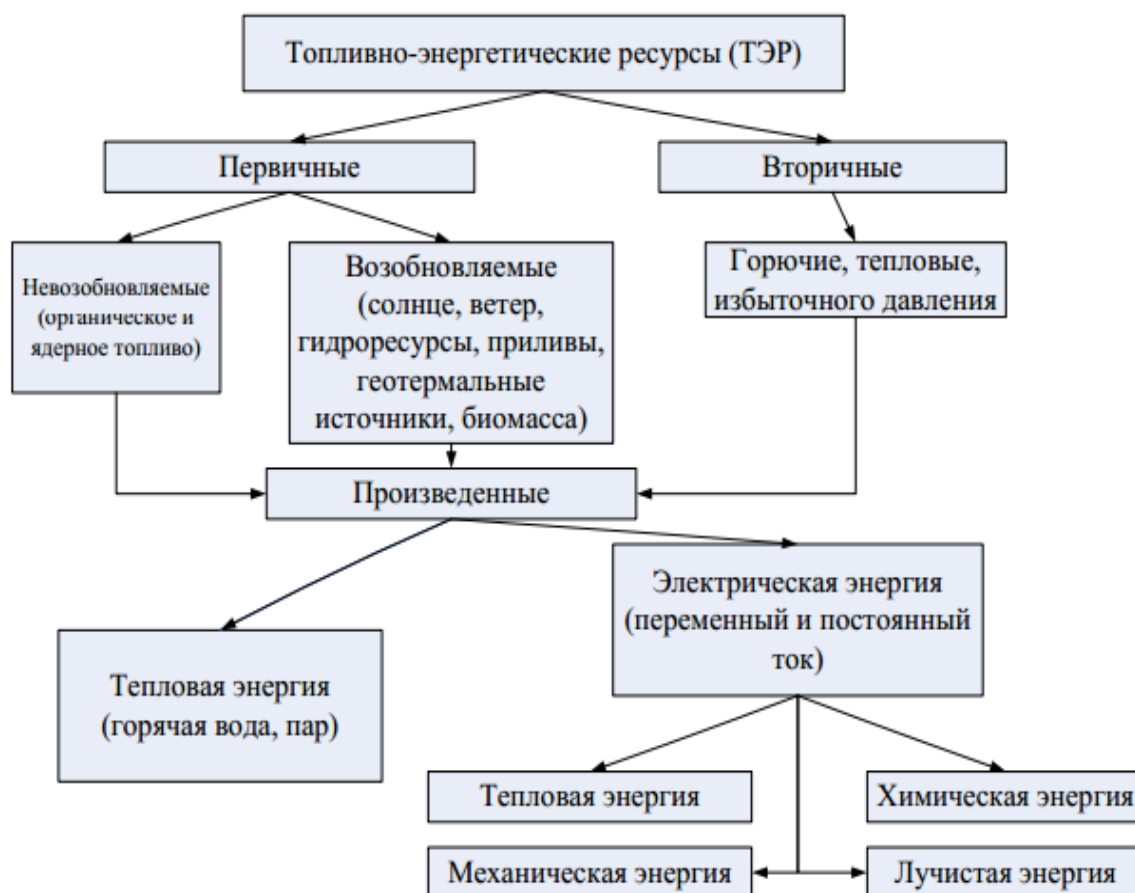 Топливно-энергетические ресурсы (ТЭР)
Первичные
Вторичные
Невозобновляемые
(органическое и
ядерное топливо)
Возобновляемые
(солнце, ветер,
гидроресурсы, приливы,
геотермальные
источники, биомасса)
Горючие, тепловые,
избыточного давления
Произведенные
Тепловая энергия
(горячая вода, пар)
Электрическая энергия
(переменный и постоянный
ток)
Тепловая энергия
Химическая энергия
Механическая энергия
Лучистая энергия